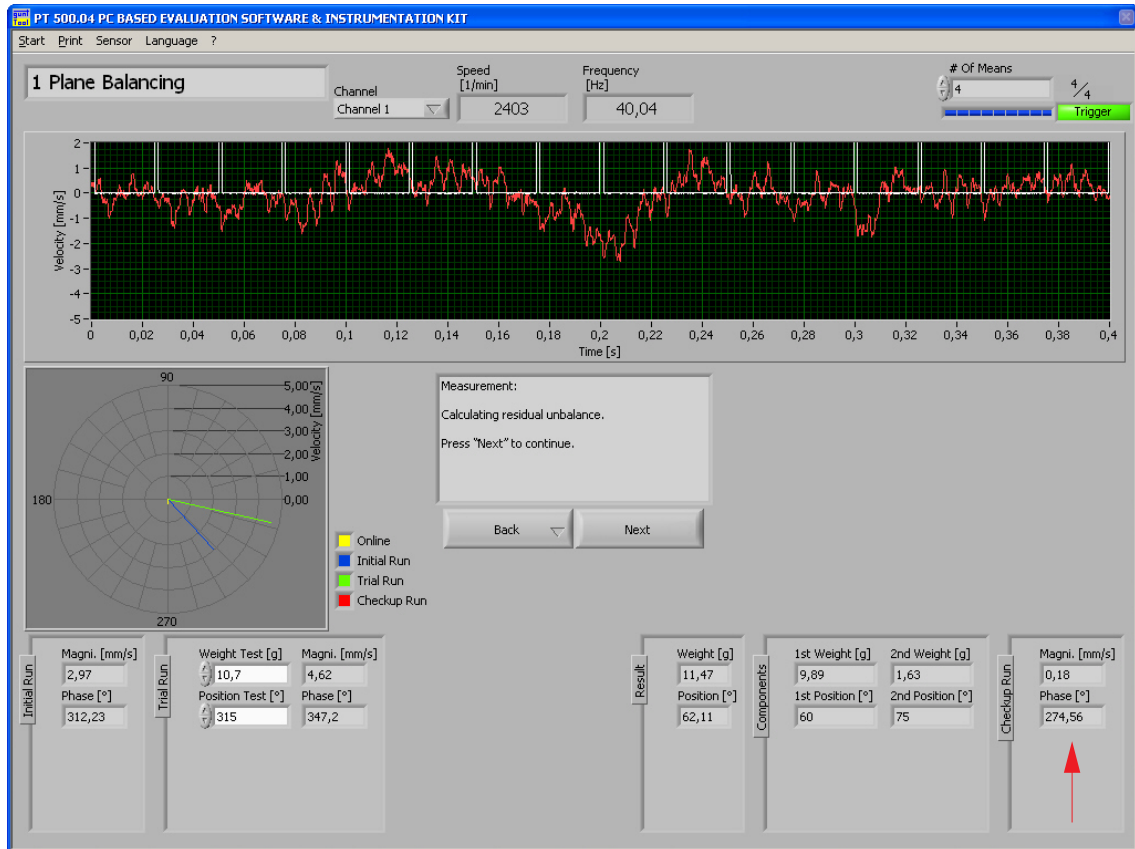 PT 500.04 PC BASED EVALUATION SOFTWARE & INSTRUMENTATION KIT
Start Print Sensor Language ?
1 Plane Balancing
Channel
Channel 1
Speed
[1/min]
2403
Frequency
[Hz]
40,04
# Of Means
4
4/4
Trigger
Velocity [mm/s]
2
1
0
-1
-2
-3
-4
-5
0 0,02 0,04 0,06 0,08 0,1 0,12 0,14 0,16 0,18 0,2 0,22 0,24 0,26 0,28 0,3 0,32 0,34 0,36 0,38 0,4
Time [s]
90
180
270
5,00
4,00
3,00
2,00
1,00
0,00
Velocity [mm/s]
Online
Initial Run
Trial Run
Checkup Run
Measurement:
Calculating residual unbalance.
Press "Next" to continue.
Back Next
Initial Run
Magni. [mm/s]
2,97
Phase [°]
312,23
Trial Run
Weight Test [g] Magni. [mm/s]
10,7 4,62
Position Test [°] Phase [°]
315 347,2
Result
Weight [g]
11,47
Position [°]
62,11
Components
1st Weight [g] 2nd Weight [g]
9,89 1,63
1st Position [°] 2nd Position [°]
60 75
Checkup Run
Magni. [mm/s]
0,18
Phase [°]
274,56